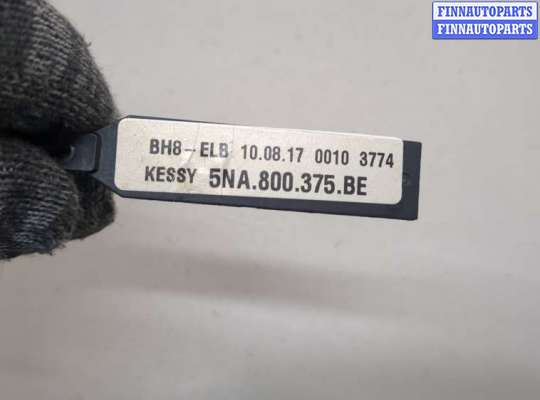 FINNAUTOPARTS
FINNAUTOPARTS
BH8-ELB 10.08.17 0010 3774
KESSY 5NA.800.375.BE